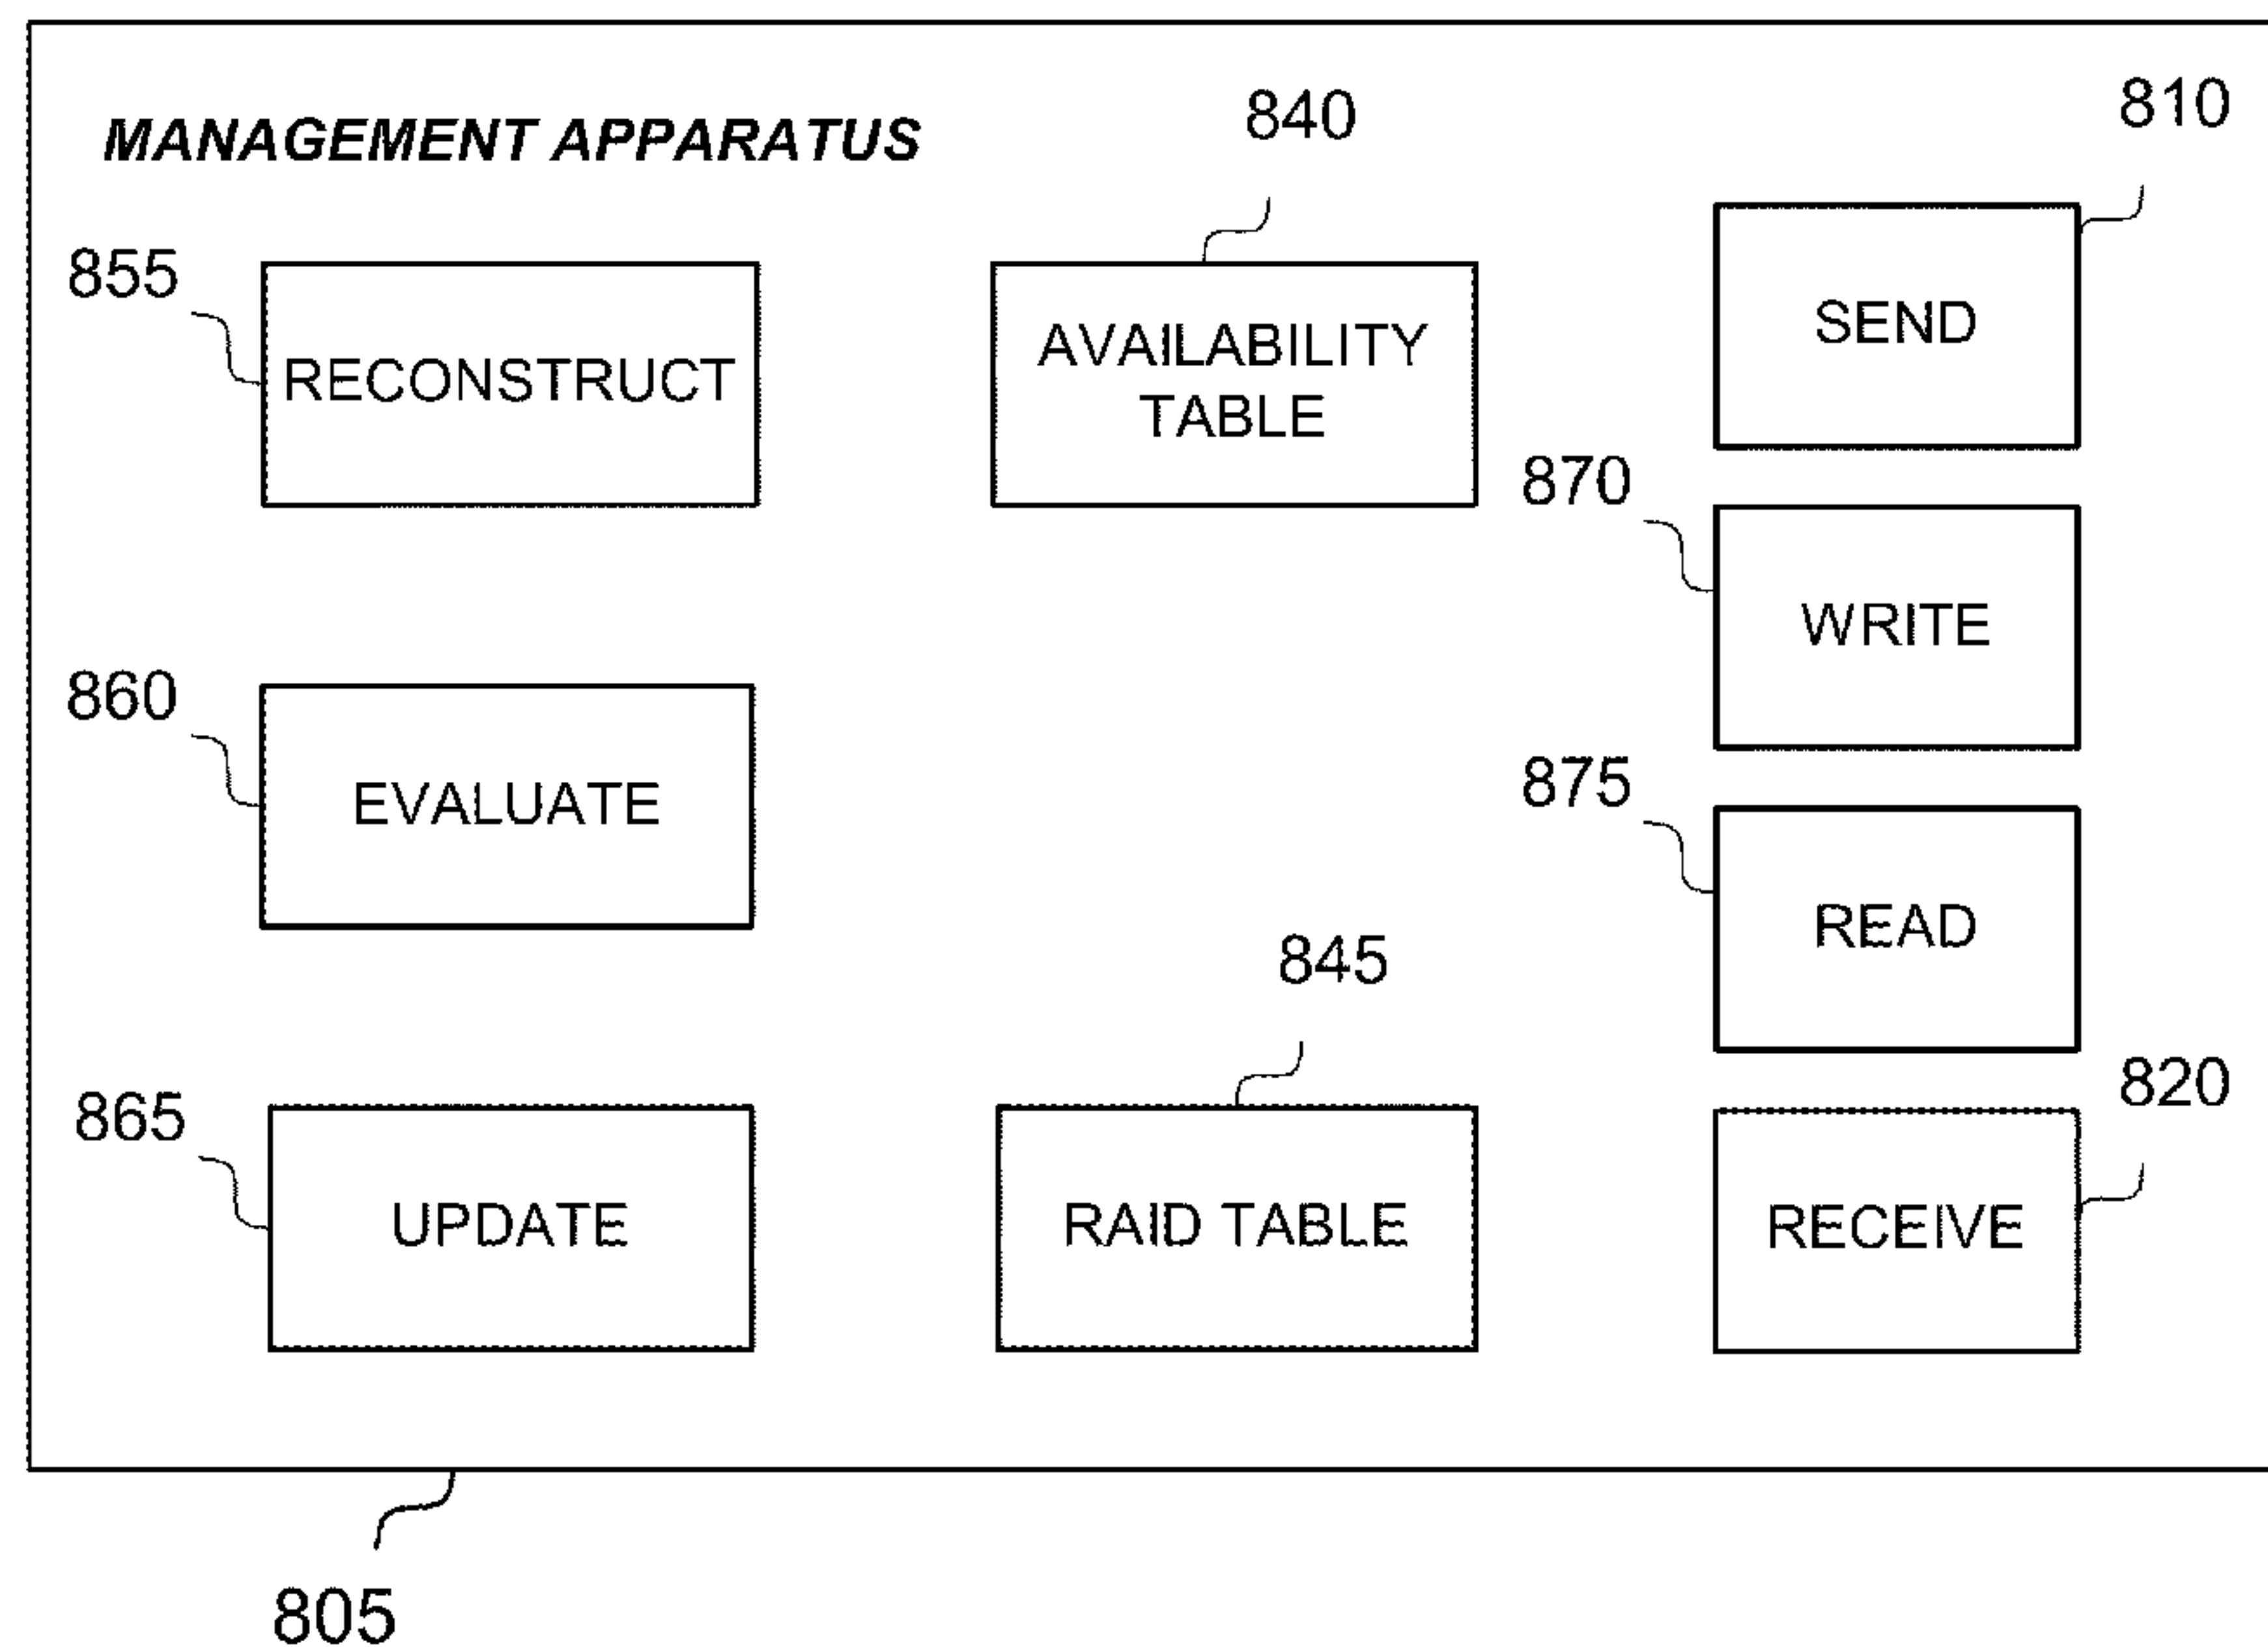 MANAGEMENT APPARATUS
840
810
855
RECONSTRUCT
AVAILABILITY
TABLE
SEND
870
WRITE
860
EVALUATE
875
READ
845
865
UPDATE
RAID TABLE
820
RECEIVE
805